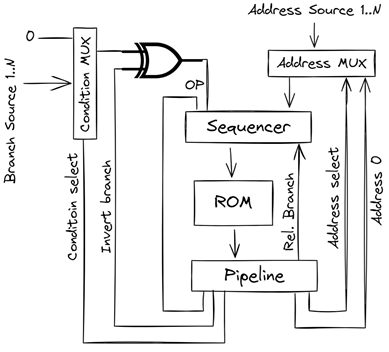 Address Source 1..N
0
Branch Source 1..N
Condition MUX
OP
Address MUX
Sequencer
ROM
Pipeline
Conditoin select
Invert branch
Rel. Branch
Address select
Address 0